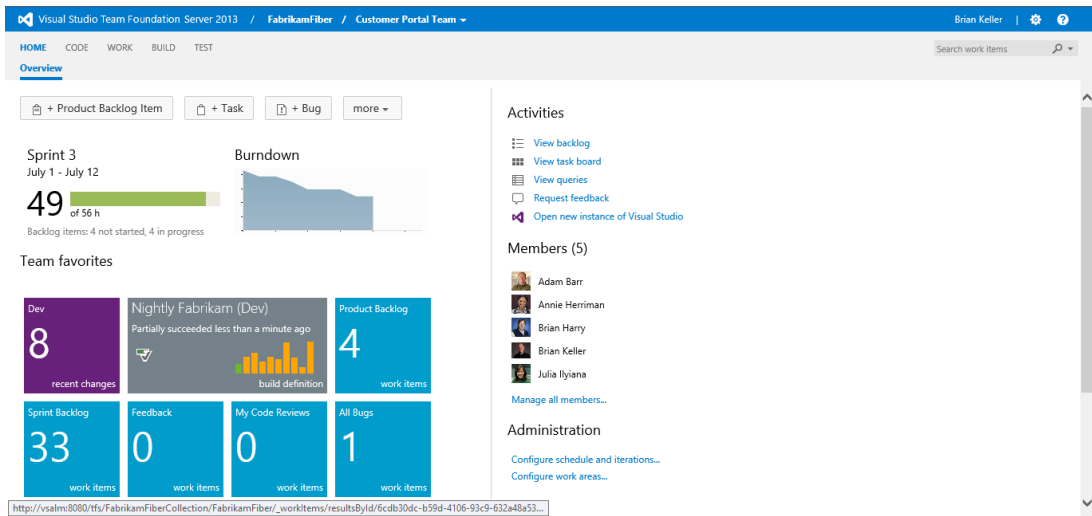 Visual Studio Team Foundation Server 2013 / FabrikamFiber / Customer Portal Team
Brian Keller | ?
HOME CODE WORK BUILD TEST
Search work items
Overview
+ Product Backlog Item
+ Task
+ Bug
more
Sprint 3
July 1 - July 12
49
of 56 h
Backlog items: 4 not started, 4 in progress
Burndown
Team favorites
Dev
8
recent changes
Nightly Fabrikam (Dev)
Partially succeeded less than a minute ago
build definition
Product Backlog
4
work items
Sprint Backlog
33
work items
Feedback
0
work items
My Code Reviews
0
work items
All Bugs
1
work items
Activities
View backlog
View task board
View queries
Request feedback
Open new instance of Visual Studio
Members (5)
Adam Barr
Annie Herriman
Brian Harry
Brian Keller
Julia Ilyiana
Manage all members...
Administration
Configure schedule and iterations...
Configure work areas...
http://vsalm:8080/tfs/FabrikamFiberCollection/FabrikamFiber/_workItems/resultsById/6cdb30dc-b59d-4106-93c9-632a48a53...